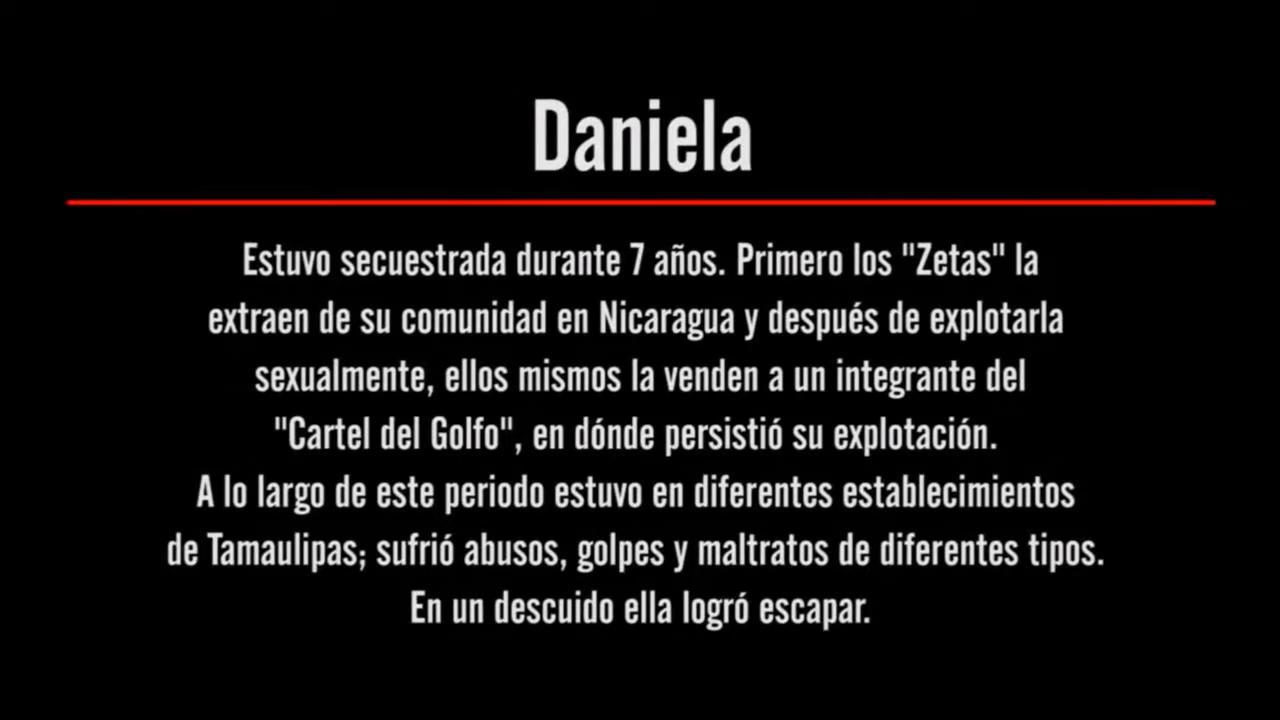 Daniela
Estuvo secuestrada durante 7 años. Primero los "Zetas" la
extraen de su comunidad en Nicaragua y después de explotarla
sexualmente, ellos mismos la venden a un integrante del
"Cartel del Golfo", en dónde persistió su explotación.
A lo largo de este periodo estuvo en diferentes establecimientos
de Tamaulipas; sufrió abusos, golpes y maltratos de diferentes tipos.
En un descuido ella logró escapar.